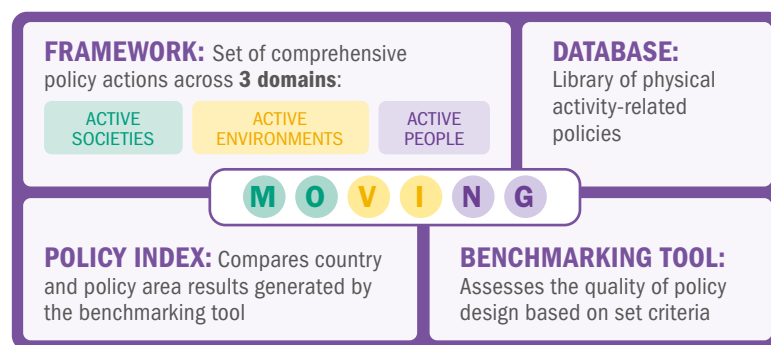 FRAMEWORK: Set of comprehensive
policy actions across 3 domains:
ACTIVE
SOCIETIES
ACTIVE
ENVIRONMENTS
ACTIVE
PEOPLE
DATABASE:
Library of physical
activity-related
policies
MOVING
POLICY INDEX: Compares country
and policy area results generated by
the benchmarking tool
BENCHMARKING TOOL:
Assesses the quality of policy
design based on set criteria